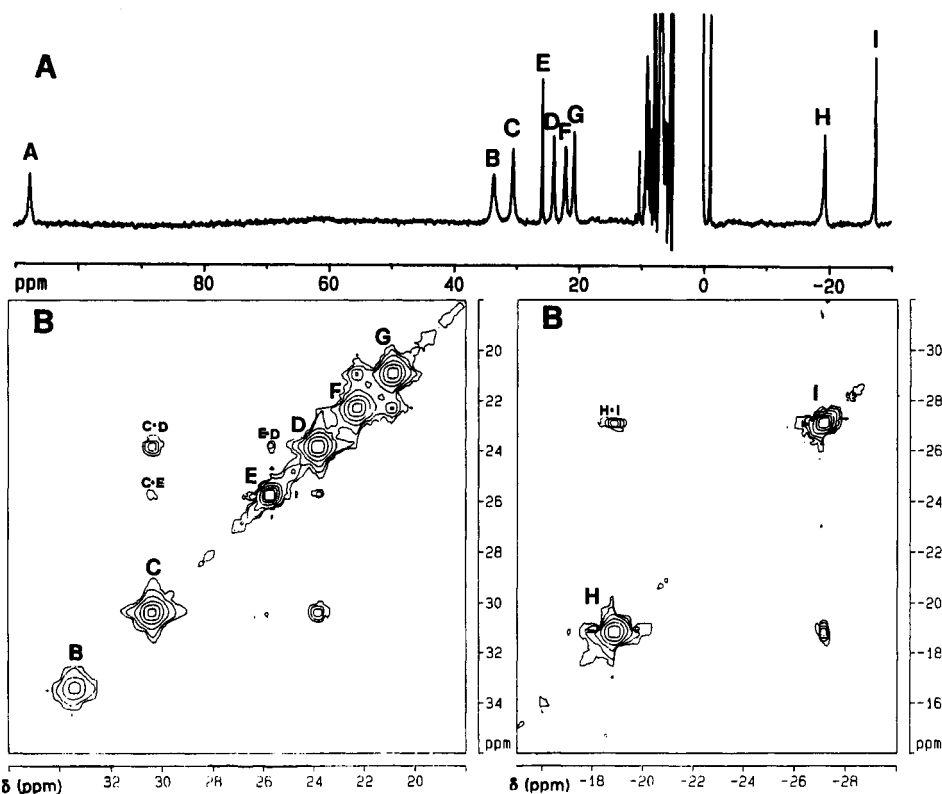 A
A
B
C
E
D
F
G
H
I
ppm 80 60 40 20 0 -20
B
G
F
D
C·D
E·D
E
C·E
C
B
20
22
24
26
28
30
32
34
ppm
δ (ppm) 32 30 28 26 24 22 20
B
I
H·I
H
-30
-28
-26
-24
-22
-20
-18
-16
ppm
δ (ppm) -18 -20 -22 -24 -26 -28